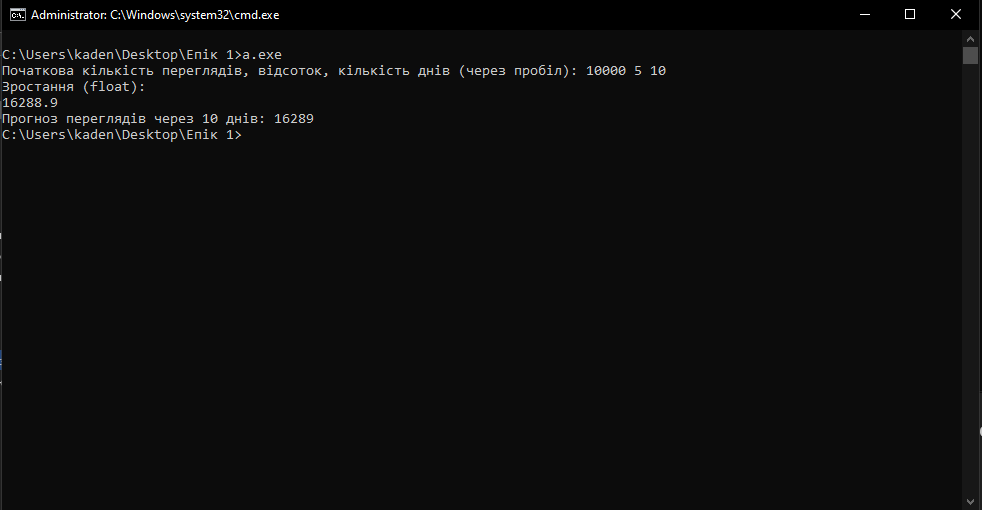 Administrator: C:\Windows\system32\cmd.exe
C:\Users\kaden\Desktop\Епік 1>a.exe
Початкова кількість переглядів, відсоток, кількість днів (через пробіл): 10000 5 10
Зростання (float):
16288.9
Прогноз переглядів через 10 днів: 16289
C:\Users\kaden\Desktop\Епік 1>